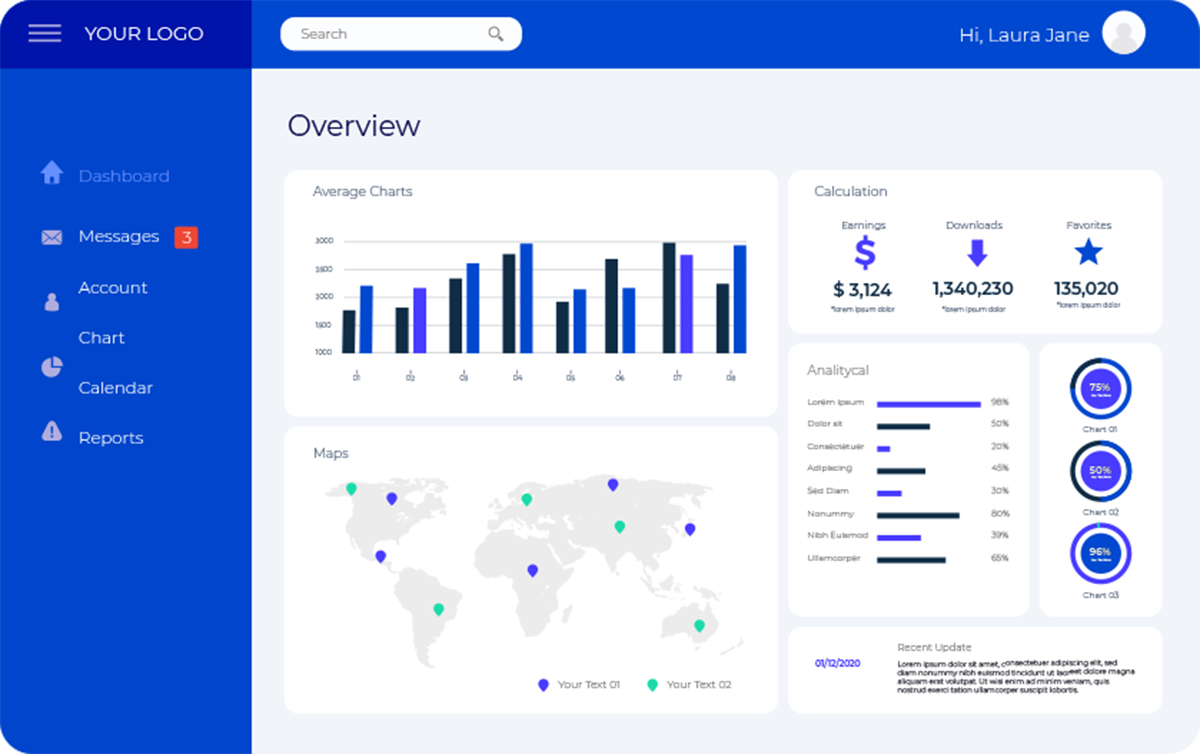 YOUR LOGO
Search
Hi, Laura Jane
Dashboard
Messages 3
Account
Chart
Calendar
Reports
Overview
Average Charts
3000
2500
2000
1500
1000
01 02 03 04 05 06 07 08
Maps
Your Text 01 Your Text 02
Calculation
Earnings Downloads Favorites
$
$ 3,124 1,340,230 135,020
*lorem ipsum dolor *lorem ipsum dolor *lorem ipsum dolor
Analitycal
Lorem Ipsum 98%
Dolor sit 50%
Consectetuer 20%
Adipiscing 45%
Sed Diam 30%
Nonummy 80%
Nibh Euismod 39%
Ullamcorper 65%
75%
Chart 01
50%
Chart 02
96%
Chart 03
01/12/2020
Recent Update
Lorem ipsum dolor sit amet, consectetuer adipiscing elit, sed
diam nonummy nibh euismod tincidunt ut laoreet dolore magna
aliquam erat volutpat. Ut wisi enim ad minim veniam, quis
nostrud exerci tation ullamcorper suscipit lobortis.